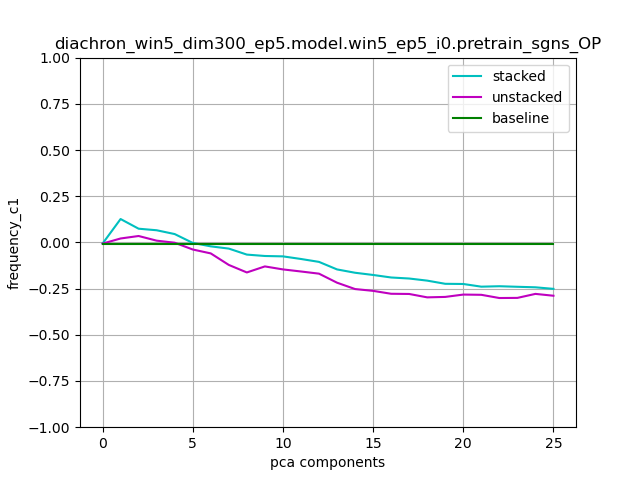 diachron_win5_dim300_ep5.model.win5_ep5_i0.pretrain_sgns_OP
1.00
0.75
0.50
0.25
0.00
−0.25
−0.50
−0.75
−1.00
frequency_c1
stacked
unstacked
baseline
0 5 10 15 20 25
pca components